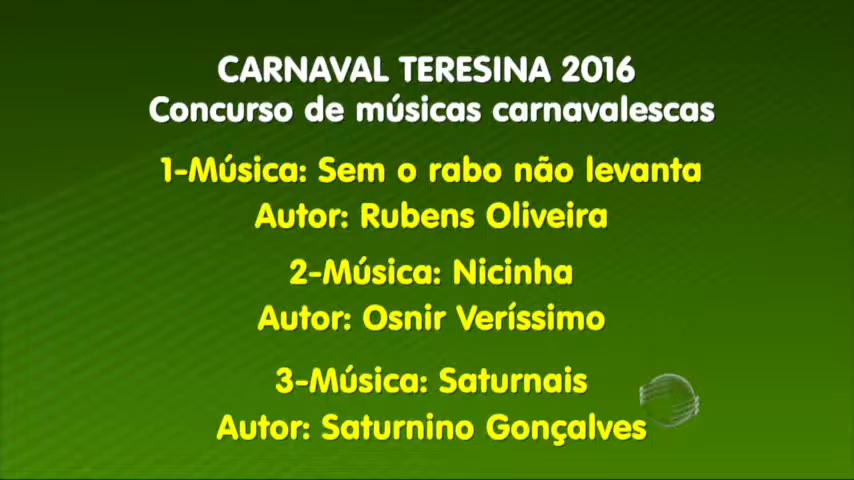 CARNAVAL TERESINA 2016
Concurso de músicas carnavalescas
1-Música: Sem o rabo não levanta
Autor: Rubens Oliveira
2-Música: Nicinha
Autor: Osnir Veríssimo
3-Música: Saturnais
Autor: Saturnino Gonçalves